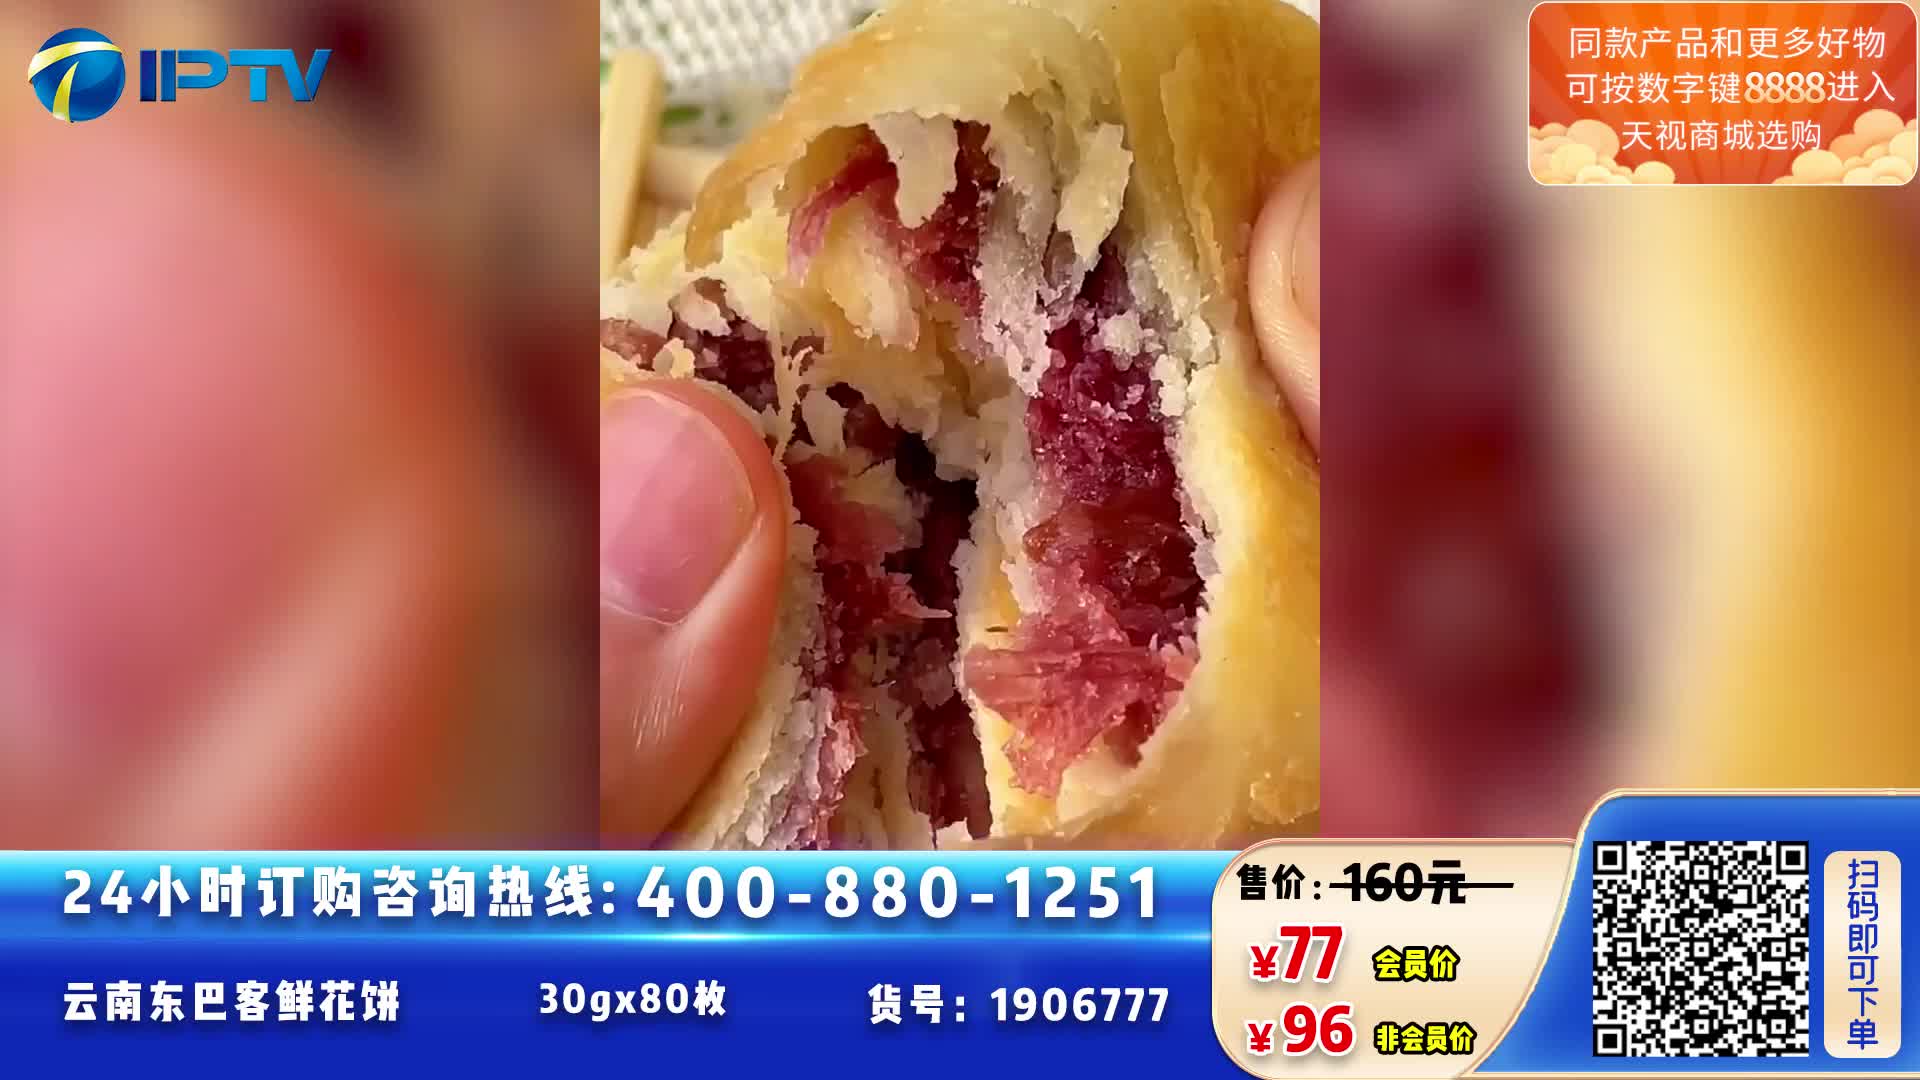 IPTV
同款产品和更多好物
可按数字键8888进入
天视商城选购
24小时订购咨询热线:400-880-1251
云南东巴客鲜花饼 30gx80枚 货号：1906777
售价:160元
¥77 会员价
¥96 非会员价
扫码即可下单